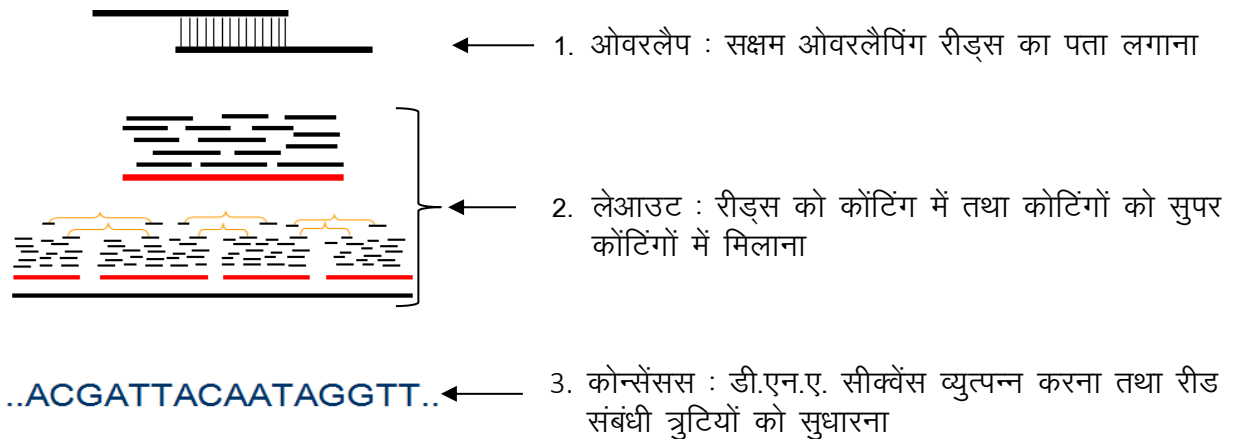 1. ओवरलैप : सक्षम ओवरलैपिंग रीड्स का पता लगाना
2. लेआउट : रीड्स को कोंटिंग में तथा कोटिंगों को सुपर
कोंटिंगों में मिलाना
..ACGATTACAATAGGTT..
3. कोन्सेंसस : डी.एन.ए. सीक्वेंस व्युत्पन्न करना तथा रीड
संबंधी त्रुटियों को सुधारना